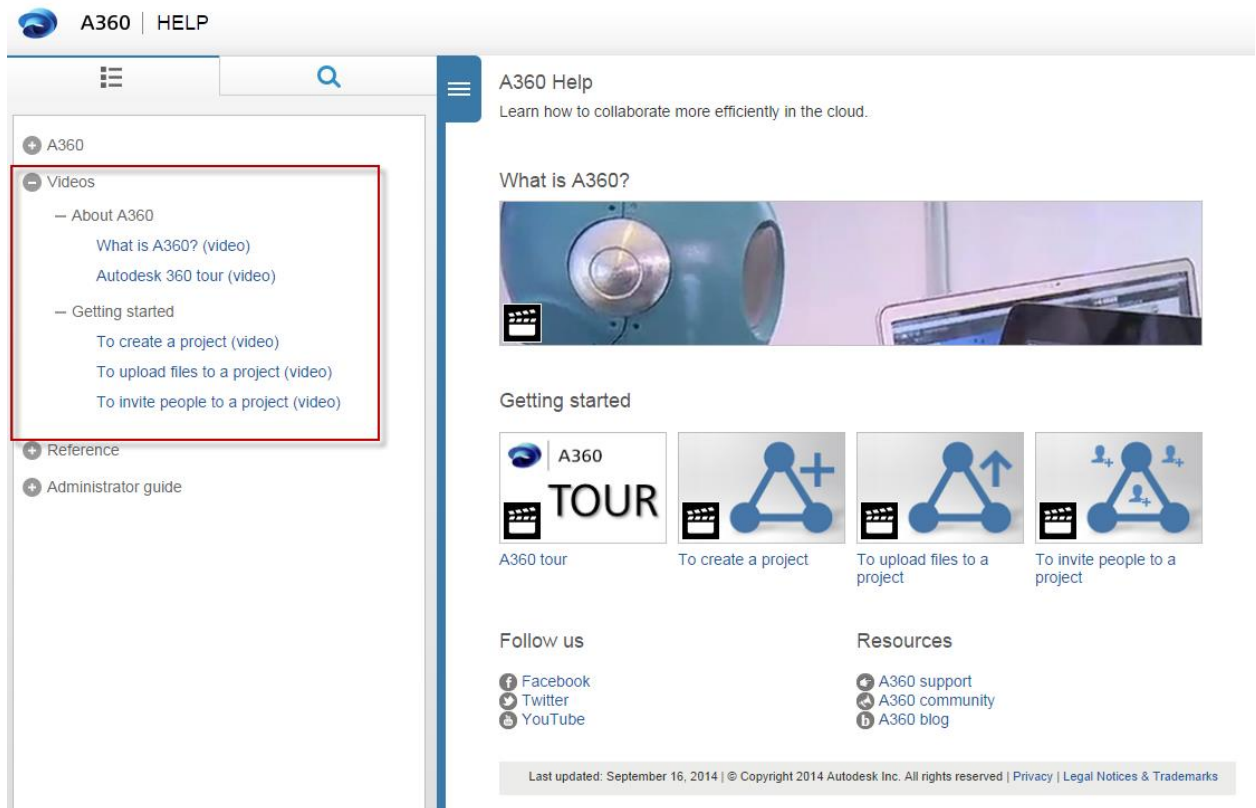 A360 | HELP
A360
Videos
– About A360
What is A360? (video)
Autodesk 360 tour (video)
– Getting started
To create a project (video)
To upload files to a project (video)
To invite people to a project (video)
Reference
Administrator guide
A360 Help
Learn how to collaborate more efficiently in the cloud.
What is A360?
Getting started
A360
TOUR
A360 tour
To create a project
To upload files to a
project
To invite people to a
project
Follow us
Facebook
Twitter
YouTube
Resources
A360 support
A360 community
A360 blog
Last updated: September 16, 2014 | © Copyright 2014 Autodesk Inc. All rights reserved | Privacy | Legal Notices & Trademarks